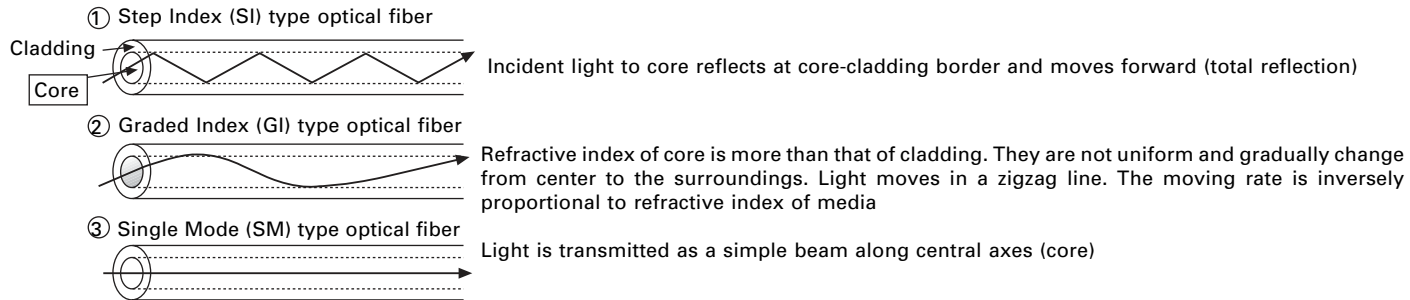 ① Step Index (SI) type optical fiber
Cladding
Core
Incident light to core reflects at core-cladding border and moves forward (total reflection)
② Graded Index (GI) type optical fiber
Refractive index of core is more than that of cladding. They are not uniform and gradually change
from center to the surroundings. Light moves in a zigzag line. The moving rate is inversely
proportional to refractive index of media
③ Single Mode (SM) type optical fiber
Light is transmitted as a simple beam along central axes (core)